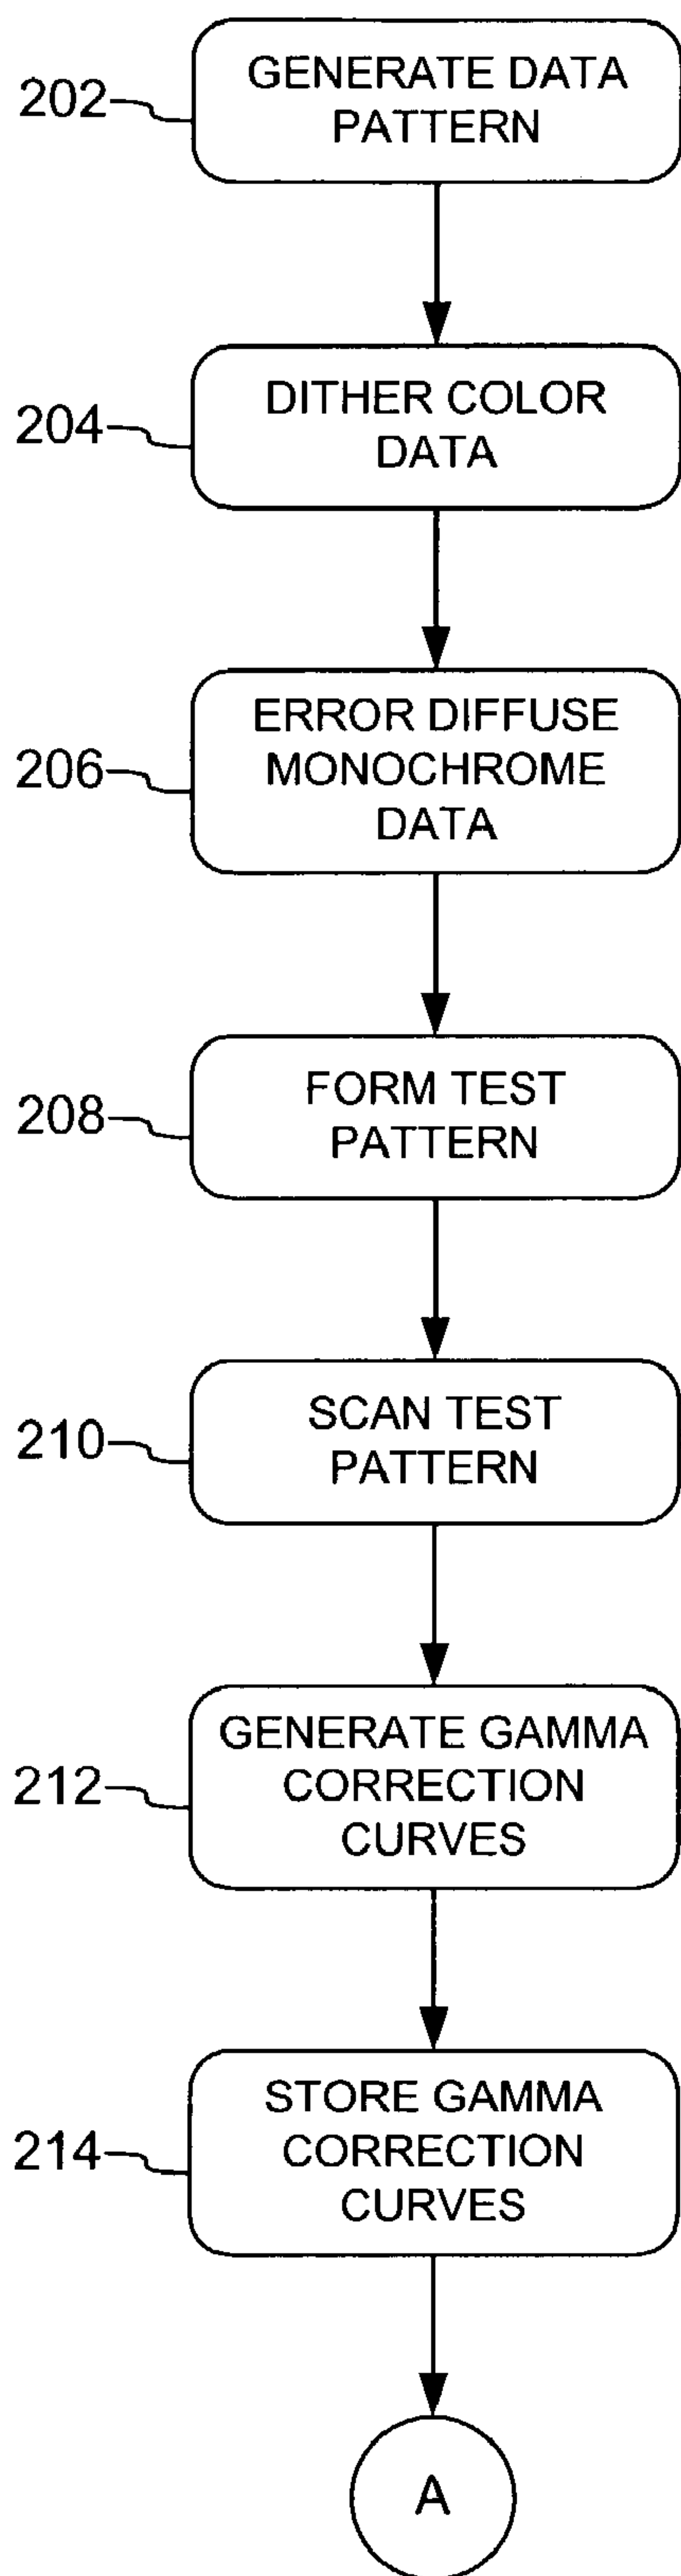 202
GENERATE DATA
PATTERN
204
DITHER COLOR
DATA
206
ERROR DIFFUSE
MONOCHROME
DATA
208
FORM TEST
PATTERN
210
SCAN TEST
PATTERN
212
GENERATE GAMMA
CORRECTION
CURVES
214
STORE GAMMA
CORRECTION
CURVES
A